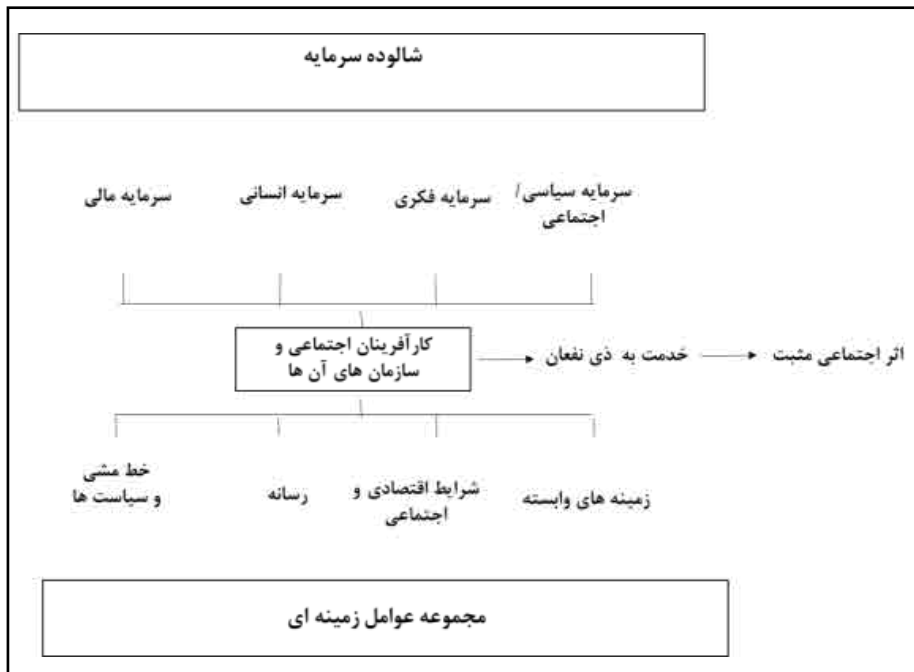 شالوده سرمایه
سرمایه سیاسی/
اجتماعی
سرمایه فکری
سرمایه انسانی
سرمایه مالی
کارآفرینان اجتماعی و
سازمان های آن ها
خدمت به ذی نفعان
اثر اجتماعی مثبت
زمینه های وابسته
شرایط اقتصادی و
اجتماعی
رسانه
خط مشی
و سیاست ها
مجموعه عوامل زمینه ای